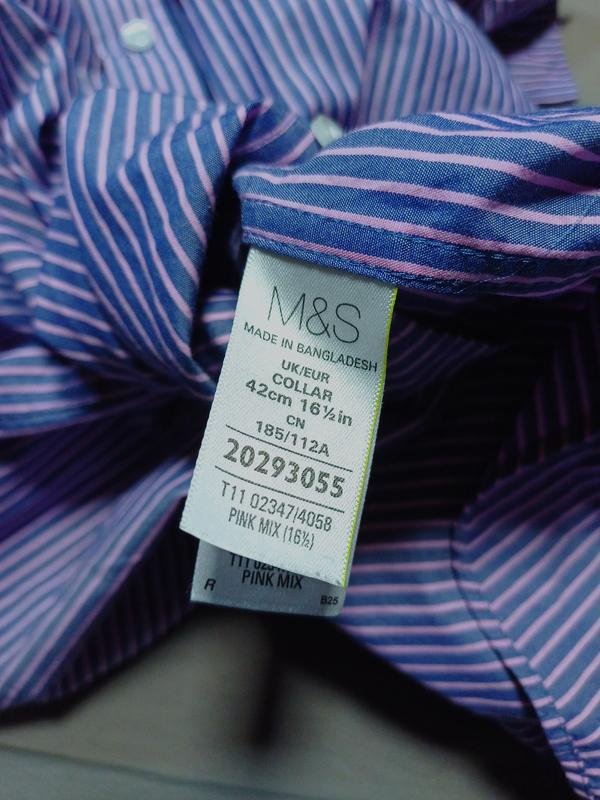 M&S
MADE IN BANGLADESH
UK/EUR
COLLAR
42cm 16½in
CN
185/112A
20293055
T11 02347/4058
PINK MIX (16½)
PINK MIX
R
B25